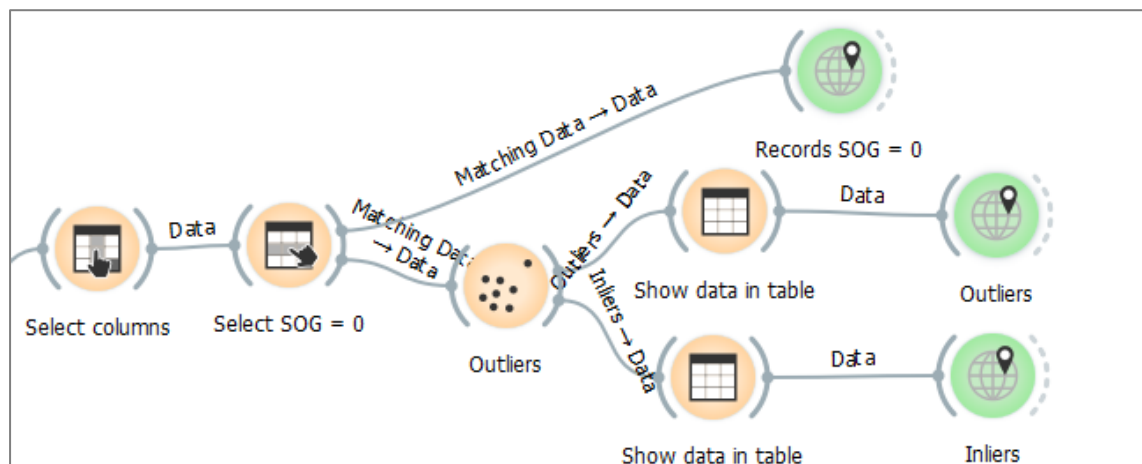 Matching Data → Data
Records SOG = 0
Data
Select columns
Select SOG = 0
Matching Data
→ Data
Outliers
Outliers → Data
Show data in table
Data
Outliers
Inliers → Data
Show data in table
Data
Inliers